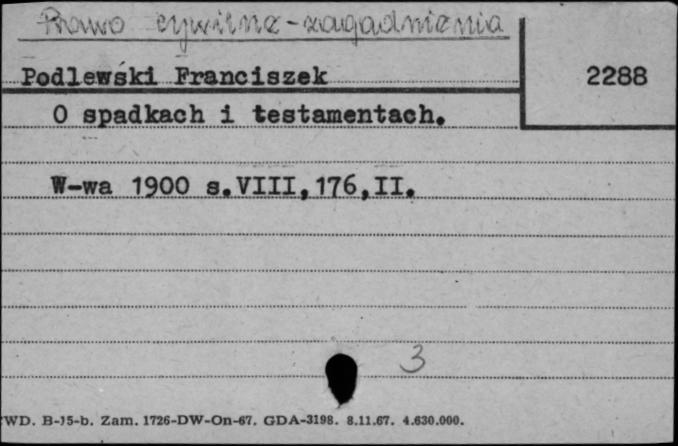 Prawo cywilne - zagadnienia
Podlewski Franciszek
2288
O spadkach i testamentach.
W-wa 1900 s.VIII,176,II.
3
WD. B-15-b. Zam. 1726-DW-On-67. GDA-3198. 8.11.67. 4.630.000.